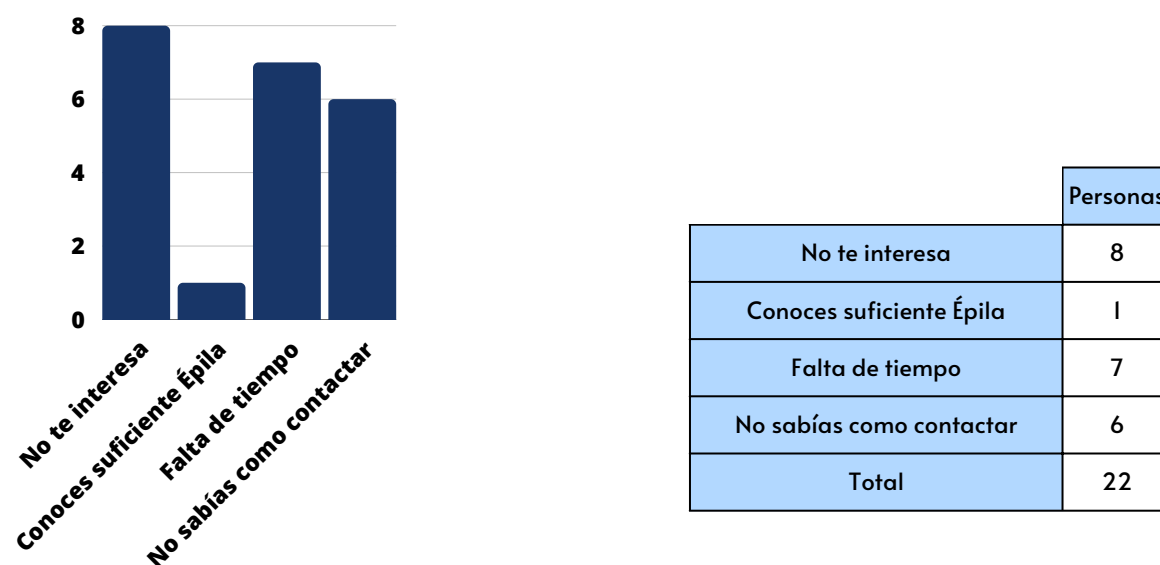 8
6
4
2
0
No te interesa
Conoces suficiente Épila
Falta de tiempo
No sabías como contactar
Personas
No te interesa 8
Conoces suficiente Épila 1
Falta de tiempo 7
No sabías como contactar 6
Total 22